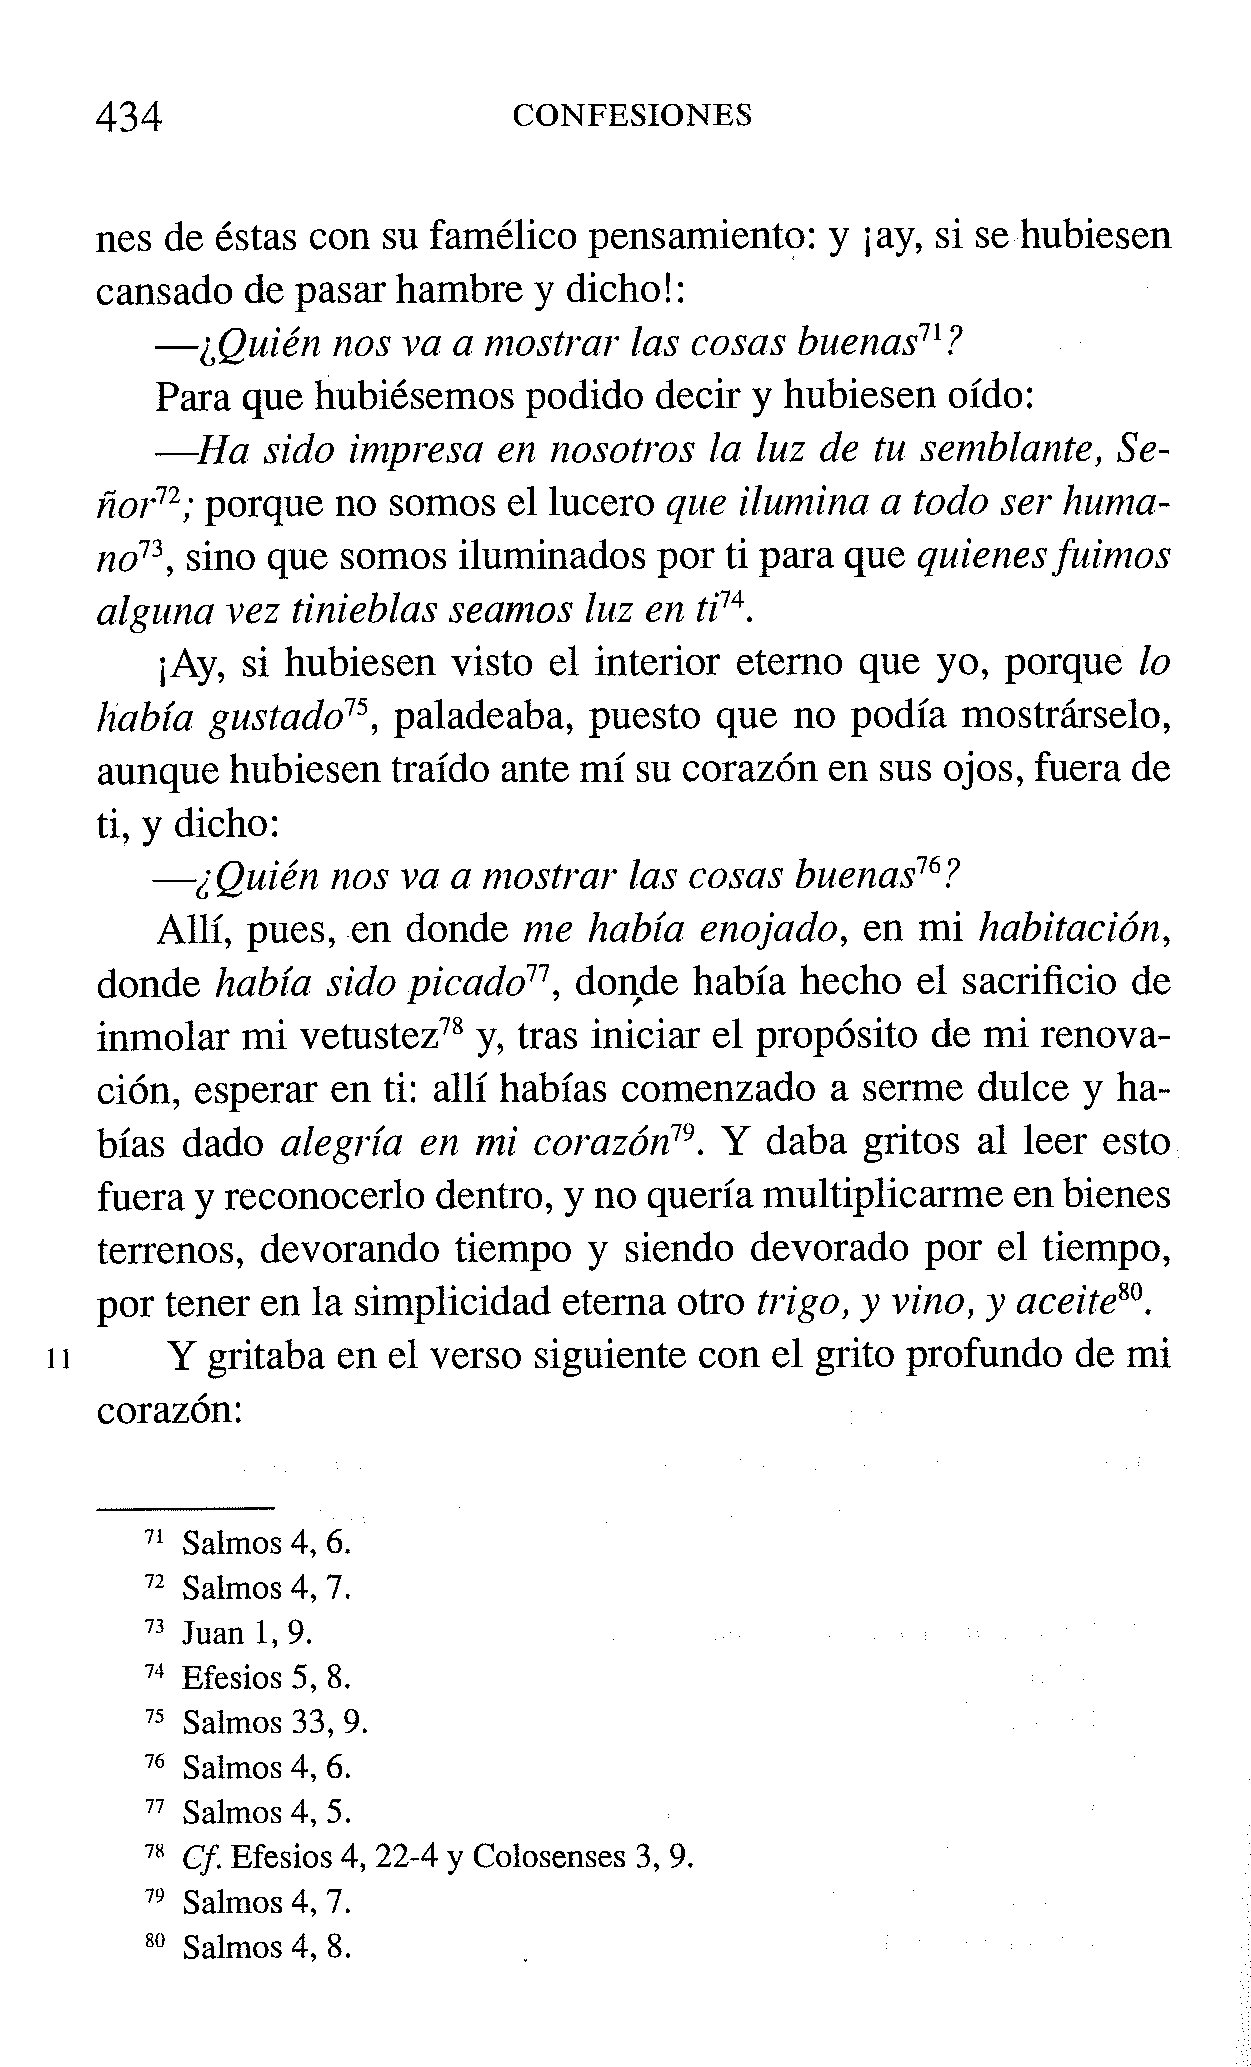 434 CONFESIONES
nes de éstas con su famélico pensamiento: y ¡ay, si se hubiesen
cansado de pasar hambre y dicho!:
—¿Quién nos va a mostrar las cosas buenas⁷¹?
Para que hubiésemos podido decir y hubiesen oído:
—Ha sido impresa en nosotros la luz de tu semblante, Se-
ñor⁷²; porque no somos el lucero que ilumina a todo ser huma-
no⁷³, sino que somos iluminados por ti para que quienes fuimos
alguna vez tinieblas seamos luz en ti⁷⁴.
¡Ay, si hubiesen visto el interior eterno que yo, porque lo
había gustado⁷⁵, paladeaba, puesto que no podía mostrárselo,
aunque hubiesen traído ante mí su corazón en sus ojos, fuera de
ti, y dicho:
—¿Quién nos va a mostrar las cosas buenas⁷⁶?
Allí, pues, en donde me había enojado, en mi habitación,
donde había sido picado⁷⁷, donde había hecho el sacrificio de
inmolar mi vetustez⁷⁸ y, tras iniciar el propósito de mi renova-
ción, esperar en ti: allí habías comenzado a serme dulce y ha-
bías dado alegría en mi corazón⁷⁹. Y daba gritos al leer esto
fuera y reconocerlo dentro, y no quería multiplicarme en bienes
terrenos, devorando tiempo y siendo devorado por el tiempo,
por tener en la simplicidad eterna otro trigo, y vino, y aceite⁸⁰.
11 Y gritaba en el verso siguiente con el grito profundo de mi
corazón:
⁷¹ Salmos 4, 6.
⁷² Salmos 4, 7.
⁷³ Juan 1, 9.
⁷⁴ Efesios 5, 8.
⁷⁵ Salmos 33, 9.
⁷⁶ Salmos 4, 6.
⁷⁷ Salmos 4, 5.
⁷⁸ Cf. Efesios 4, 22-4 y Colosenses 3, 9.
⁷⁹ Salmos 4, 7.
⁸⁰ Salmos 4, 8.